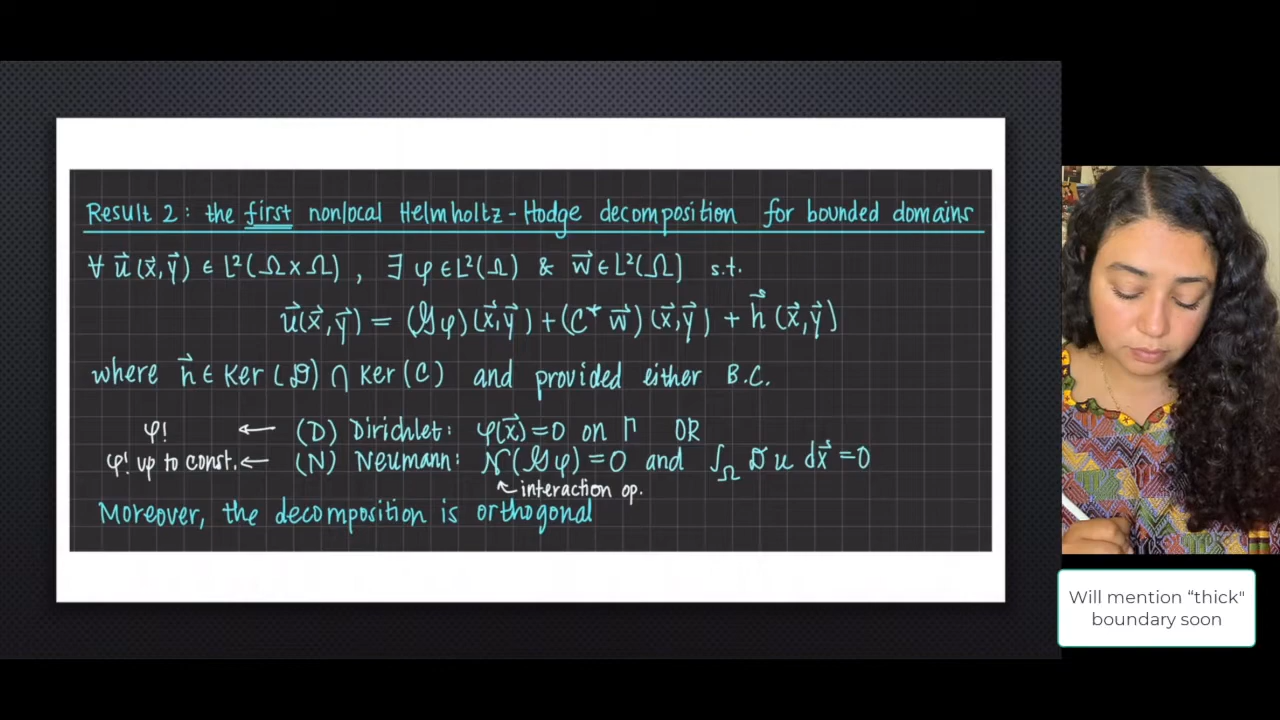 Result 2: the first nonlocal Helmholtz-Hodge decomposition for bounded domains
∀ u⃗(x⃗,y⃗) ∈ L²(Ω×Ω), ∃ φ∈L²(Ω) & w⃗∈L²(Ω) s.t.
u⃗(x⃗,y⃗) = (𝒢φ)(x⃗,y⃗) + (C* w⃗)(x⃗,y⃗) + h⃗(x⃗,y⃗)
where h⃗ ∈ Ker(𝒟) ∩ Ker(C) and provided either B.C.
φ! ← (D) Dirichlet: φ(x⃗)=0 on Γ OR
φ! up to const. ← (N) Neumann: 𝒩(𝒢φ)=0 and ∫_Ω 𝒟u dx⃗ =0
↖ interaction op.
Moreover, the decomposition is orthogonal
Will mention “thick"
boundary soon